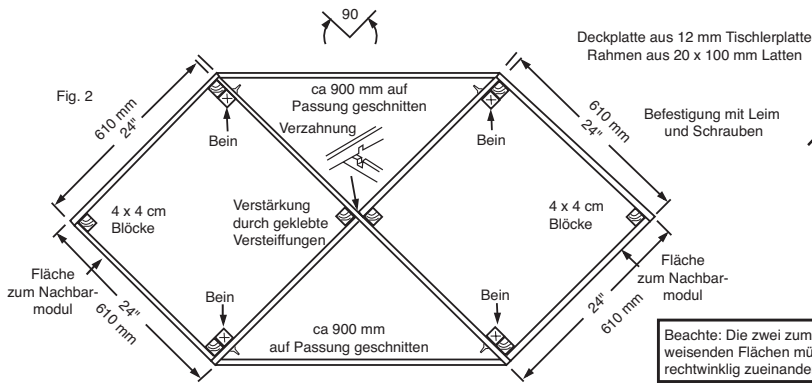 90
Deckplatte aus 12 mm Tischlerplatte
Rahmen aus 20 x 100 mm Latten
Fig. 2
610 mm
24"
ca 900 mm auf
Passung geschnitten
Verzahnung
Bein
Bein
610 mm
24"
Befestigung mit Leim
und Schrauben
4 x 4 cm
Blöcke
Verstärkung
durch geklebte
Versteifungen
4 x 4 cm
Blöcke
Fläche
zum Nachbar-
modul
24"
610 mm
Bein
Bein
ca 900 mm
auf Passung geschnitten
24"
610 mm
Fläche
zum Nachbar-
modul
Beachte: Die zwei zum
weisenden Flächen mü
rechtwinklig zueinande